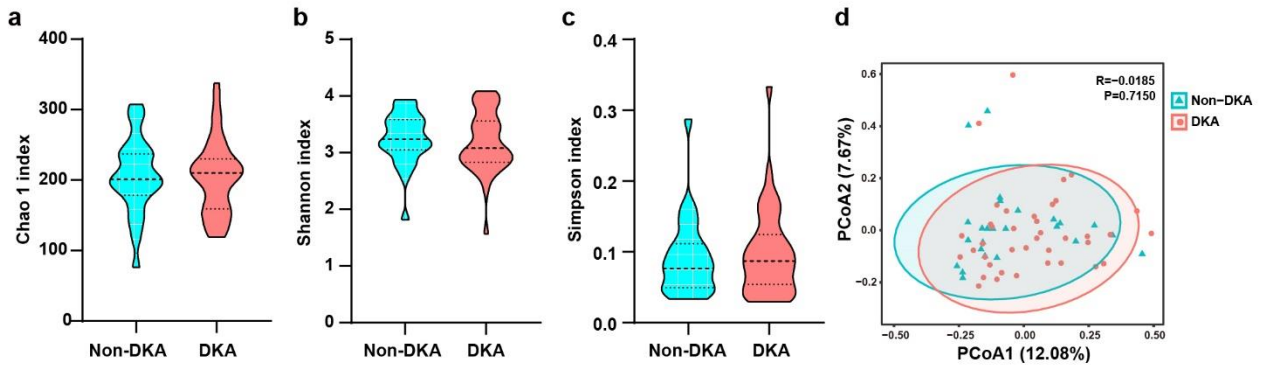 a
Chao 1 index
400
300
200
100
0
Non-DKA DKA
b
Shannon index
5
4
3
2
1
0
Non-DKA DKA
c
Simpson index
0.4
0.3
0.2
0.1
0.0
Non-DKA DKA
d
R=−0.0185
P=0.7150
PCoA2 (7.67%)
0.6
0.4
0.2
0.0
−0.2
−0.50 −0.25 0.00 0.25 0.50
PCoA1 (12.08%)
Non−DKA
DKA